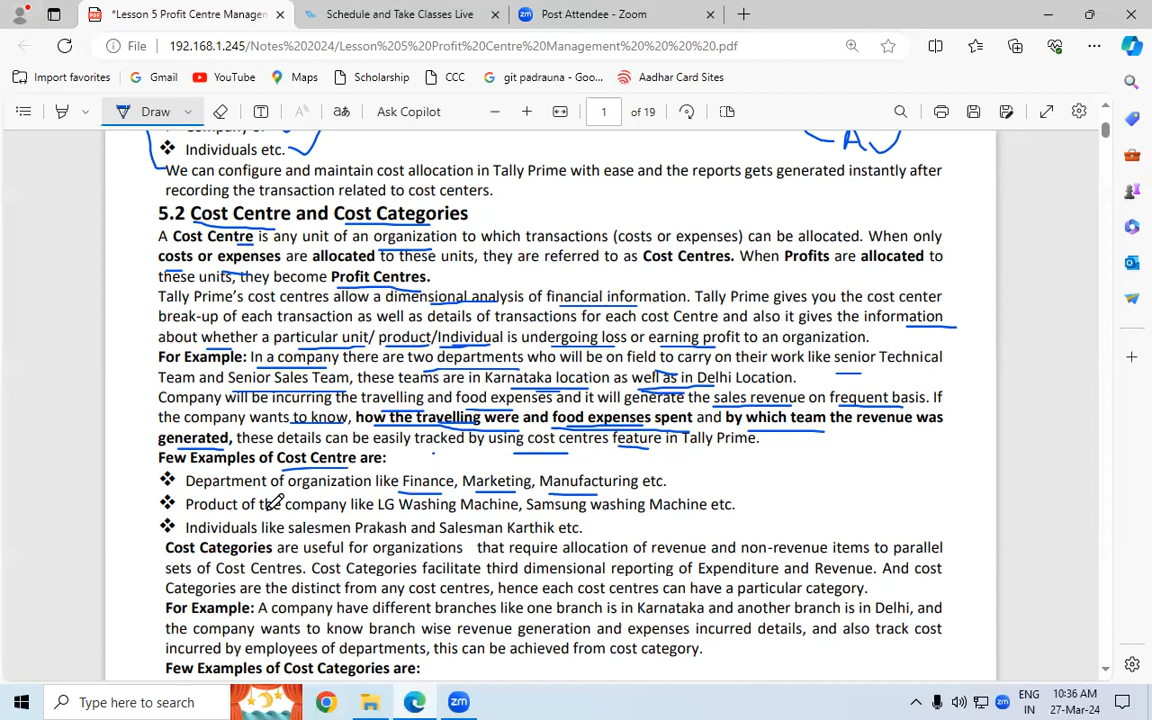 *Lesson 5 Profit Centre Managen
Schedule and Take Classes Live
Post Attendee - Zoom
File
192.168.1.245/Notes%202024/Lesson%205%20Profit%20Centre%20Management%20%20%20%20.pdf
Import favorites
Gmail
YouTube
Maps
Scholarship
CCC
git padrauna - Goo...
Aadhar Card Sites
Draw
aあ
Ask Copilot
1
of 19
❖ Individuals etc.
We can configure and maintain cost allocation in Tally Prime with ease and the reports gets generated instantly after
recording the transaction related to cost centers.
5.2 Cost Centre and Cost Categories
A Cost Centre is any unit of an organization to which transactions (costs or expenses) can be allocated. When only
costs or expenses are allocated to these units, they are referred to as Cost Centres. When Profits are allocated to
these units, they become Profit Centres.
Tally Prime's cost centres allow a dimensional analysis of financial information. Tally Prime gives you the cost center
break-up of each transaction as well as details of transactions for each cost Centre and also it gives the information
about whether a particular unit/ product/Individual is undergoing loss or earning profit to an organization.
For Example: In a company there are two departments who will be on field to carry on their work like senior Technical
Team and Senior Sales Team, these teams are in Karnataka location as well as in Delhi Location.
Company will be incurring the travelling and food expenses and it will generate the sales revenue on frequent basis. If
the company wants to know, how the travelling were and food expenses spent and by which team the revenue was
generated, these details can be easily tracked by using cost centres feature in Tally Prime.
Few Examples of Cost Centre are:
❖ Department of organization like Finance, Marketing, Manufacturing etc.
❖ Product of the company like LG Washing Machine, Samsung washing Machine etc.
❖ Individuals like salesmen Prakash and Salesman Karthik etc.
Cost Categories are useful for organizations that require allocation of revenue and non-revenue items to parallel
sets of Cost Centres. Cost Categories facilitate third dimensional reporting of Expenditure and Revenue. And cost
Categories are the distinct from any cost centres, hence each cost centres can have a particular category.
For Example: A company have different branches like one branch is in Karnataka and another branch is in Delhi, and
the company wants to know branch wise revenue generation and expenses incurred details, and also track cost
incurred by employees of departments, this can be achieved from cost category.
Few Examples of Cost Categories are:
Type here to search
zm
ENG
IN
10:36 AM
27-Mar-24